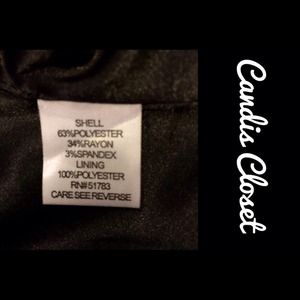 SHELL
63%POLYESTER
34%RAYON
3%SPANDEX
LINING
100%POLYESTER
RN#51783
CARE SEE REVERSE
Candis Closet